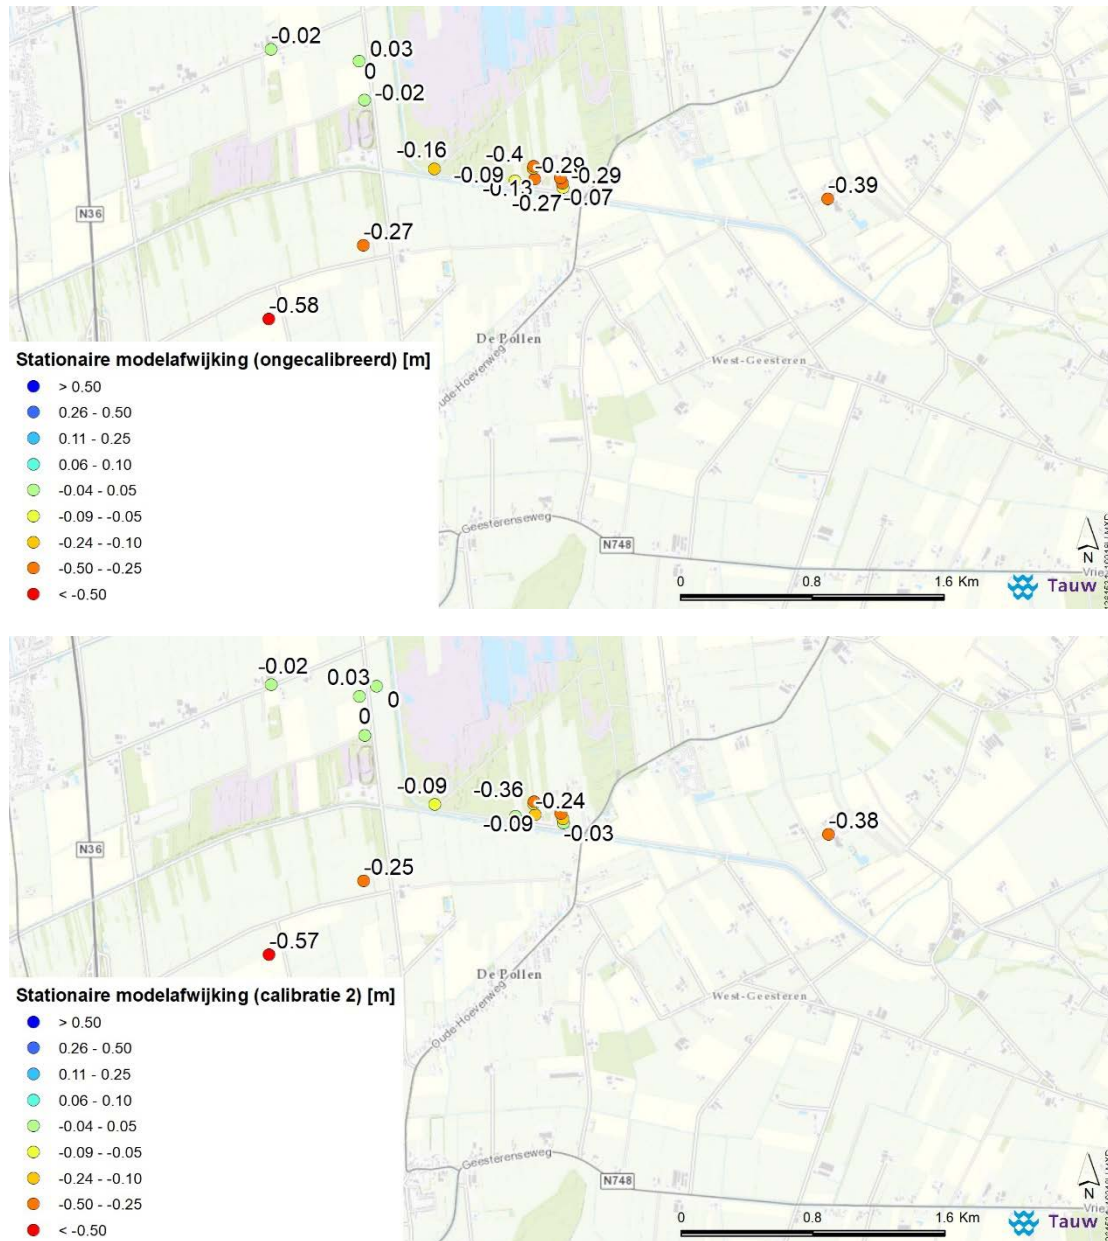 -0.02
0.03
0
-0.02
-0.16
-0.4
-0.29
-0.09
-0.29
-0.13
-0.27
-0.07
-0.39
N36
-0.27
-0.58
De Pollen
West-Geesteren
Stationaire modelafwijking (ongecalibreerd) [m]
> 0.50
0.26 - 0.50
0.11 - 0.25
0.06 - 0.10
-0.04 - 0.05
-0.09 - -0.05
-0.24 - -0.10
-0.50 - -0.25
< -0.50
Geesterenseweg
N748
N
Vrie
0 0.8 1.6 Km
Tauw
-0.02
0.03
0
0
-0.09
-0.36
-0.24
-0.09
-0.03
-0.38
N36
-0.25
-0.57
De Pollen
West-Geesteren
Oude-Hoevenweg
Stationaire modelafwijking (calibratie 2) [m]
> 0.50
0.26 - 0.50
0.11 - 0.25
0.06 - 0.10
-0.04 - 0.05
-0.09 - -0.05
-0.24 - -0.10
-0.50 - -0.25
< -0.50
Geesterenseweg
N748
N
Vrie
0 0.8 1.6 Km
Tauw